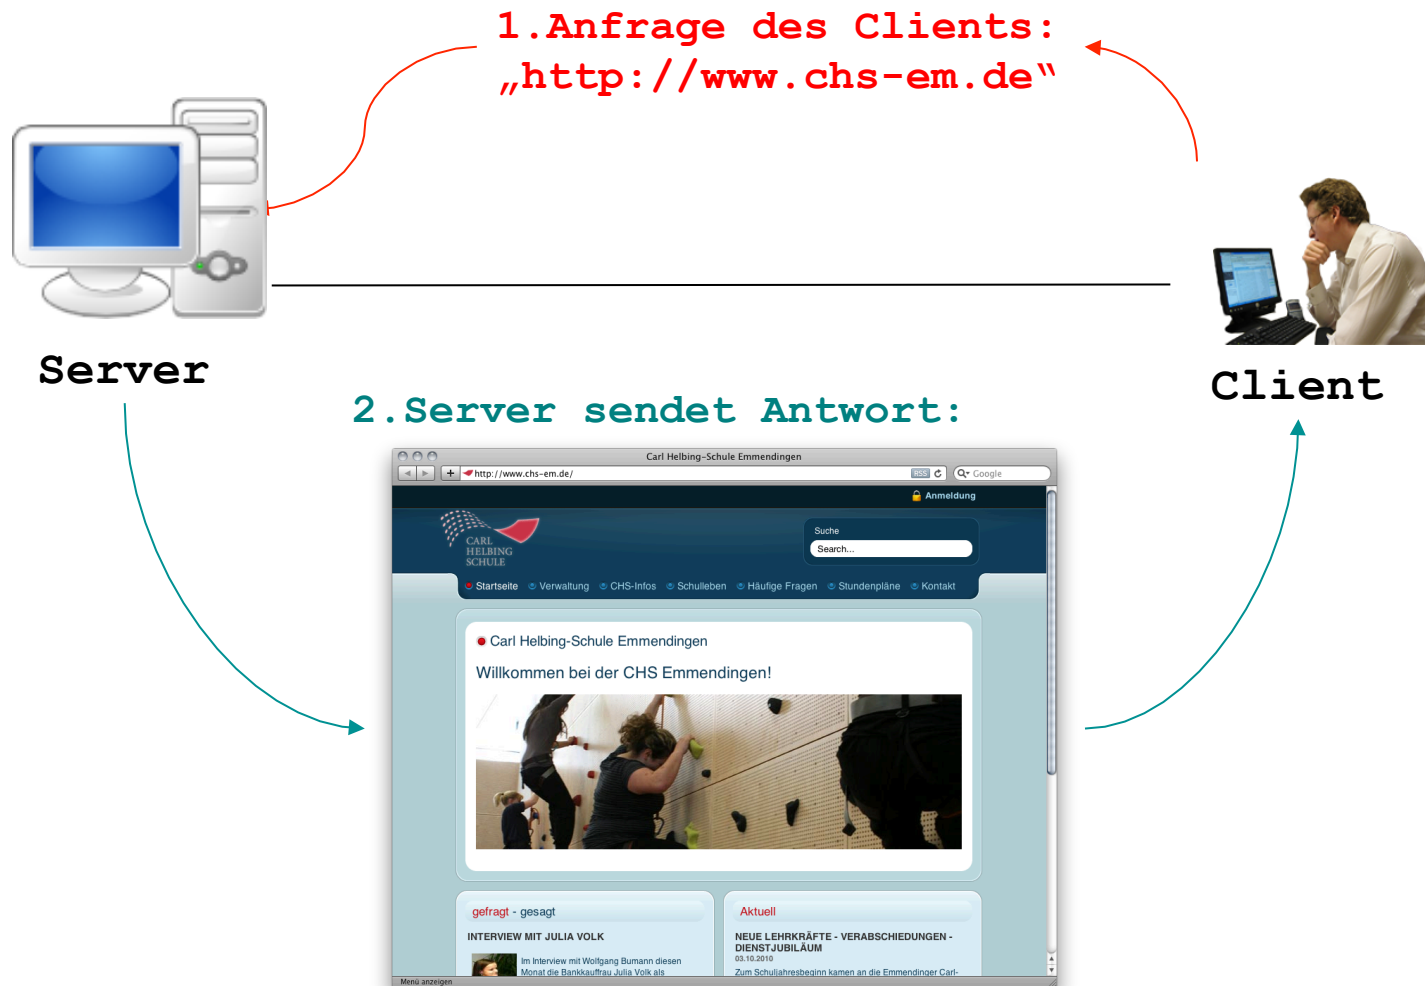 1.Anfrage des Clients:
„http://www.chs-em.de“
Server
Client
2.Server sendet Antwort:
Carl Helbing-Schule Emmendingen
http://www.chs-em.de/
RSS
Google
Anmeldung
CARL
HELBING
SCHULE
Suche
Search...
Startseite Verwaltung CHS-Infos Schulleben Häufige Fragen Stundenpläne Kontakt
Carl Helbing-Schule Emmendingen
Willkommen bei der CHS Emmendingen!
gefragt - gesagt
INTERVIEW MIT JULIA VOLK
Im Interview mit Wolfgang Bumann diesen
Monat die Bankkauffrau Julia Volk als
Aktuell
NEUE LEHRKRÄFTE - VERABSCHIEDUNGEN -
DIENSTJUBILÄUM
03.10.2010
Zum Schuljahresbeginn kamen an die Emmendinger Carl-
Menü anzeigen